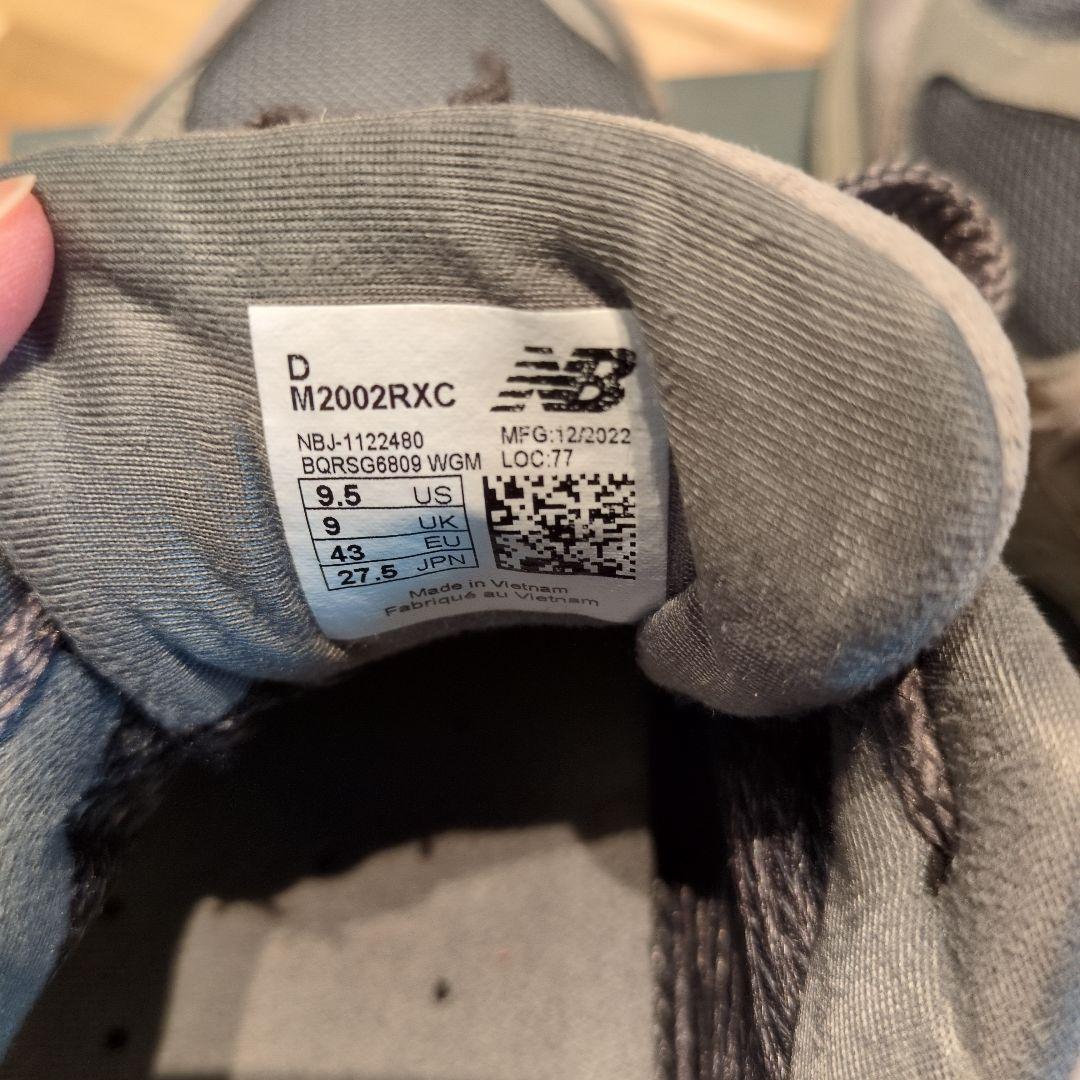 D
M2002RXC
NB
NBJ-1122480
MFG:12/2022
BQRSG6809 WGM
LOC:77
9.5 US
9 UK
43 EU
27.5 JPN
Made in Vietnam
Fabriqué au Vietnam